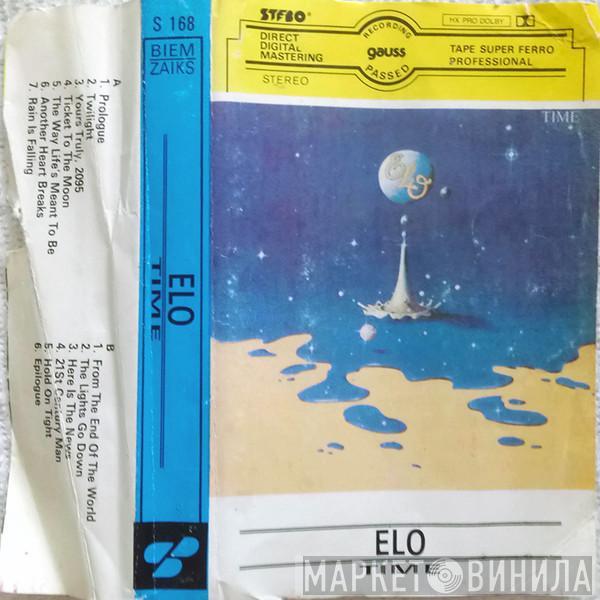 A
1. Prologue
2. Twilight
3. Yours Truly, 2095
4. Ticket To The Moon
5. The Way Life's Meant To Be
6. Another Heart Breaks
7. Rain Is Falling
B
1. From The End Of The World
2. The Lights Go Down
3. Here Is The News
4. 21St Century Man
5. Hold On Tight
6. Epilogue
S 168
BIEM
ZAIKS
ELO
TIME
STEBO®
DIRECT
DIGITAL
MASTERING
STEREO
RECORDING
gauss
PASSED
HX PRO DOLBY
TAPE SUPER FERRO
PROFESSIONAL
TIME
ELO
ELO
TIME
МАРКЕТ ВИНИЛА